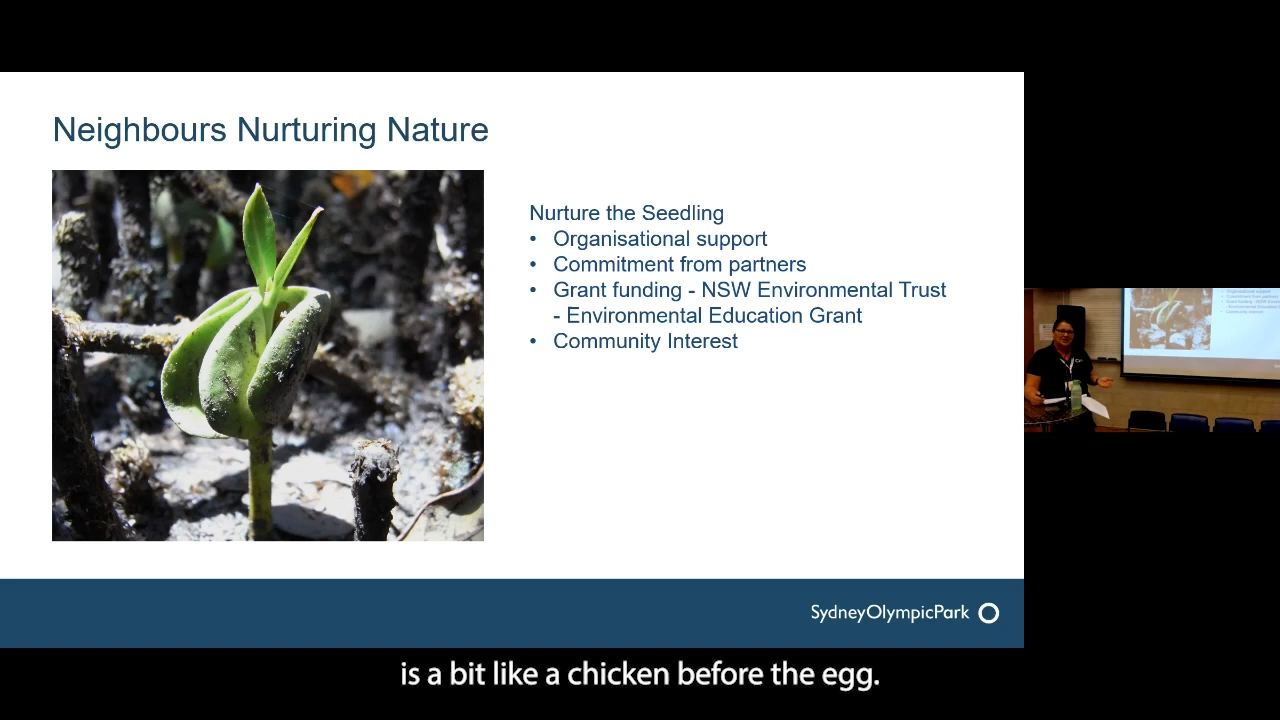 Neighbours Nurturing Nature
Nurture the Seedling
• Organisational support
• Commitment from partners
• Grant funding - NSW Environmental Trust
- Environmental Education Grant
• Community Interest
SydneyOlympicPark
is a bit like a chicken before the egg.